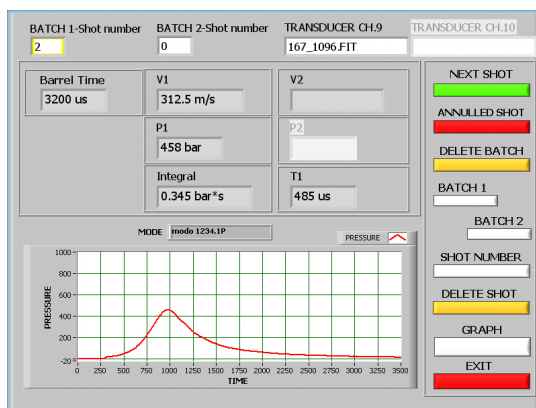 BATCH 1-Shot number BATCH 2-Shot number TRANSDUCER CH.9 TRANSDUCER CH.10
2 0 167_1096.FIT
Barrel Time V1 V2
3200 us 312.5 m/s
P1 P2
458 bar
Integral T1
0.345 bar*s 485 us
MODE modo 1234.1P PRESSURE
NEXT SHOT
ANNULLED SHOT
DELETE BATCH
BATCH 1
BATCH 2
SHOT NUMBER
DELETE SHOT
GRAPH
EXIT
PRESSURE
1000
800
600
400
200
-20
0 250 500 750 1000 1250 1500 1750 2000 2250 2500 2750 3000 3250 3500
TIME